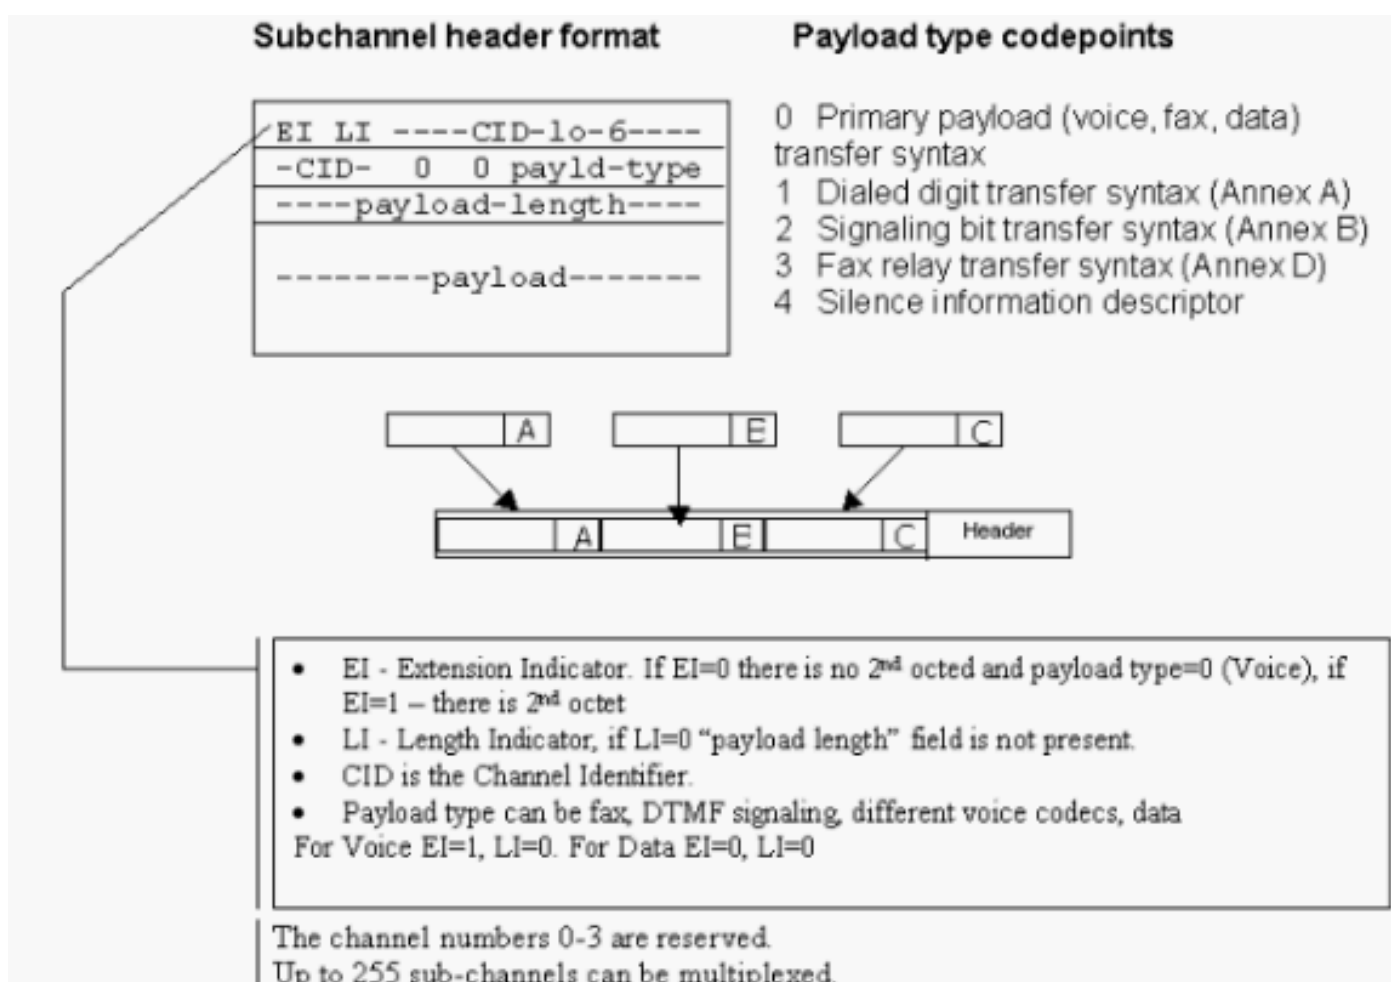 Subchannel header format
EI LI ----CID-lo-6----
-CID- 0 0 payld-type
----payload-length----
--------payload-------
Payload type codepoints
0 Primary payload (voice, fax, data)
transfer syntax
1 Dialed digit transfer syntax (Annex A)
2 Signaling bit transfer syntax (Annex B)
3 Fax relay transfer syntax (Annex D)
4 Silence information descriptor
A
E
C
A
E
C
Header
• EI - Extension Indicator. If EI=0 there is no 2nd octed and payload type=0 (Voice), if
EI=1 – there is 2nd octet
• LI - Length Indicator, if LI=0 “payload length” field is not present.
• CID is the Channel Identifier.
• Payload type can be fax, DTMF signaling, different voice codecs, data
For Voice EI=1, LI=0. For Data EI=0, LI=0
The channel numbers 0-3 are reserved.
Up to 255 sub-channels can be multiplexed.